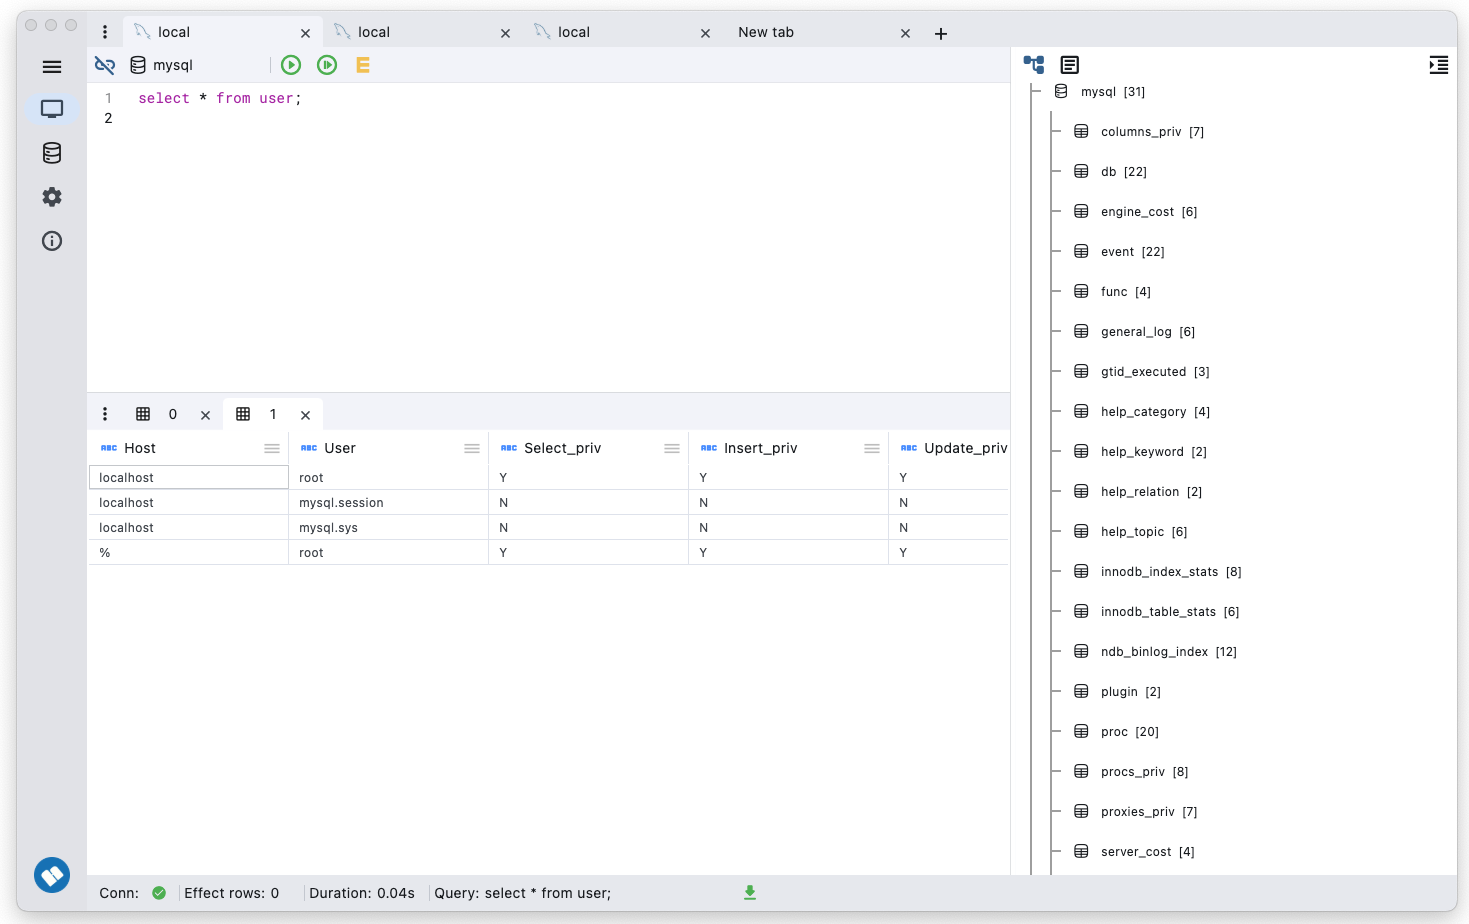 local
local
local
New tab
mysql
1 select * from user;
2
0
1
ABC Host
ABC User
ABC Select_priv
ABC Insert_priv
ABC Update_priv
localhost root Y Y Y
localhost mysql.session N N N
localhost mysql.sys N N N
% root Y Y Y
mysql [31]
columns_priv [7]
db [22]
engine_cost [6]
event [22]
func [4]
general_log [6]
gtid_executed [3]
help_category [4]
help_keyword [2]
help_relation [2]
help_topic [6]
innodb_index_stats [8]
innodb_table_stats [6]
ndb_binlog_index [12]
plugin [2]
proc [20]
procs_priv [8]
proxies_priv [7]
server_cost [4]
Conn: Effect rows: 0 Duration: 0.04s Query: select * from user;